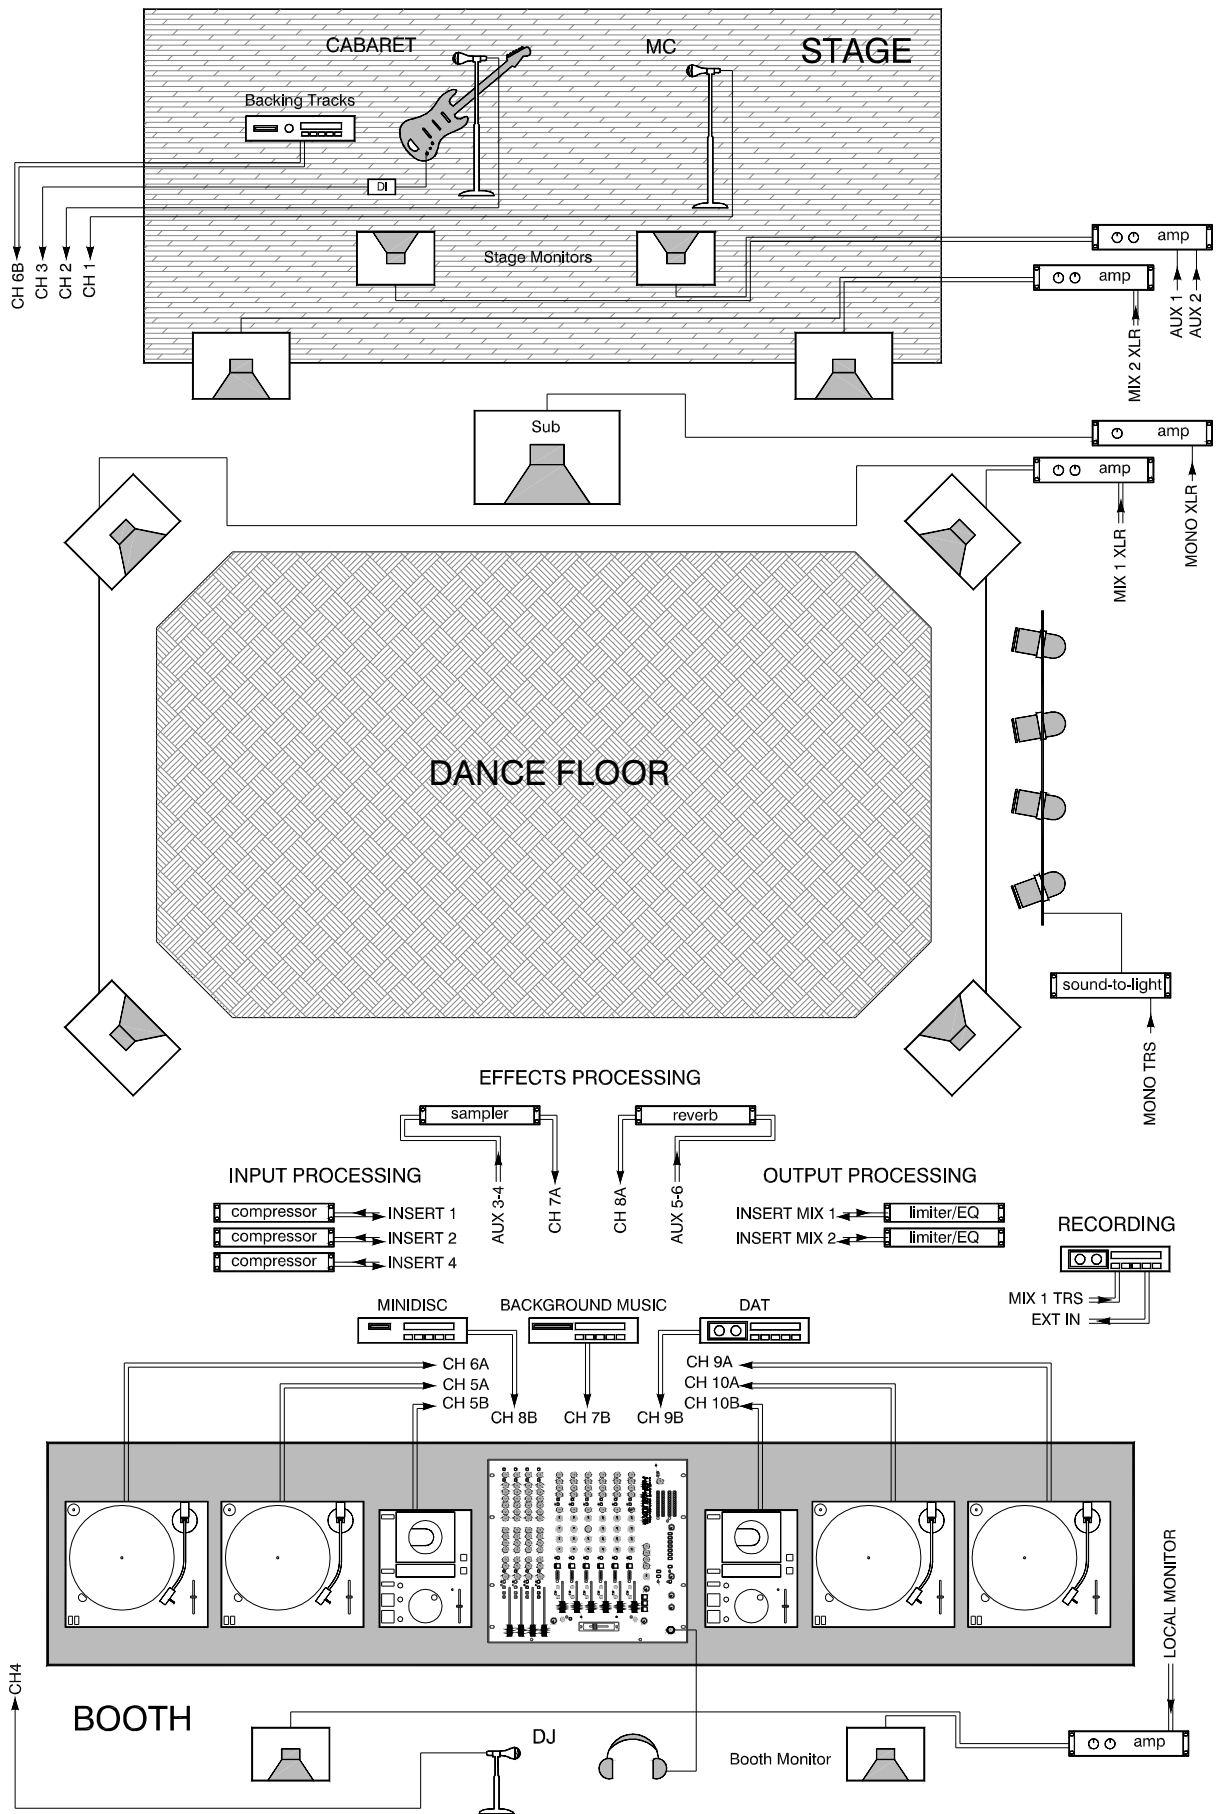 CABARET
MC
STAGE
Backing Tracks
DI
Stage Monitors
CH 6B
CH 3
CH 2
CH 1
amp
amp
AUX 1
AUX 2
MIX 2 XLR
Sub
amp
amp
MONO XLR
MIX 1 XLR
DANCE FLOOR
sound-to-light
MONO TRS
EFFECTS PROCESSING
sampler
reverb
AUX 3-4
CH 7A
CH 8A
AUX 5-6
INPUT PROCESSING
compressor INSERT 1
compressor INSERT 2
compressor INSERT 4
OUTPUT PROCESSING
INSERT MIX 1 limiter/EQ
INSERT MIX 2 limiter/EQ
RECORDING
MIX 1 TRS
EXT IN
MINIDISC
BACKGROUND MUSIC
DAT
CH 6A
CH 5A
CH 5B
CH 8B
CH 7B
CH 9B
CH 9A
CH 10A
CH 10B
LOCAL MONITOR
CH4
BOOTH
DJ
Booth Monitor
amp